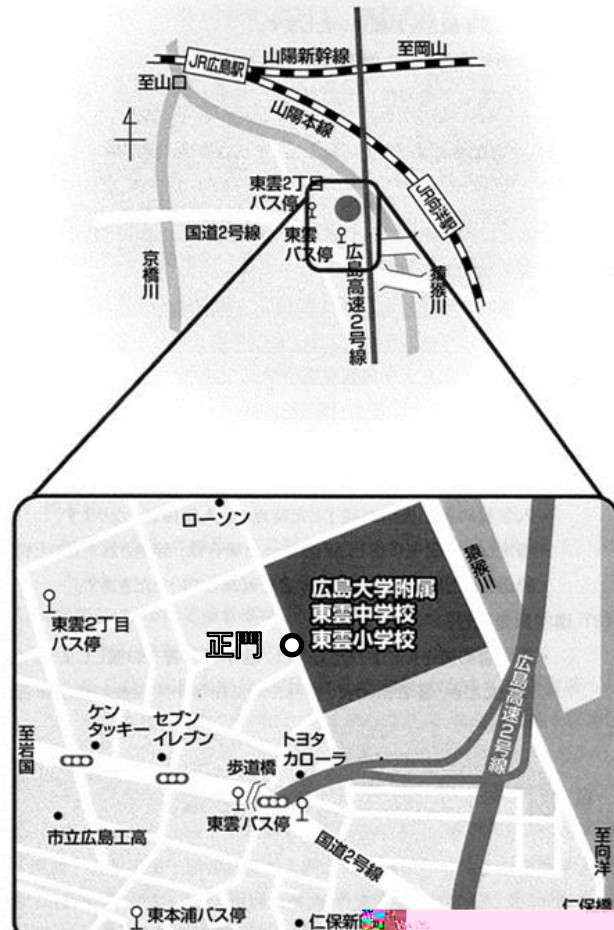 山陽新幹線
至岡山
JR広島駅
至山口
山陽本線
JR向洋駅
東雲2丁目
バス停
国道2号線
東雲
バス停
京橋川
広島高速2号線
猿猴川
ローソン
猿猴川
広島大学附属
東雲中学校
東雲小学校
東雲2丁目
バス停
正門
広島高速2号線
ケン
タッキー
セブン
イレブン
トヨタ
カローラ
至岩国
歩道橋
東雲バス停
市立広島工高
国道2号線
至向洋
仁保橋
東本浦バス停
仁保新